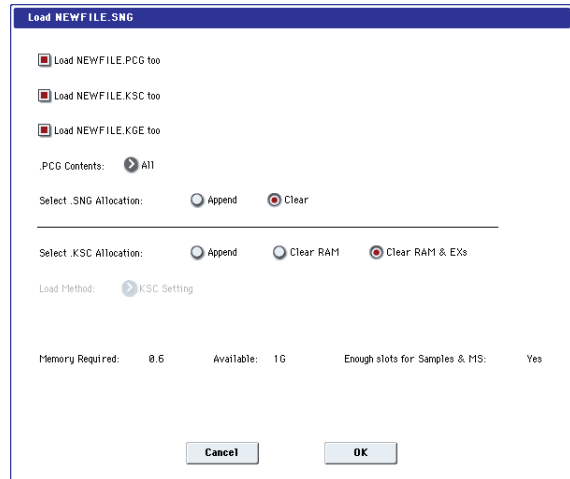 Load NEWFILE.SNG
Load NEWFILE.PCG too
Load NEWFILE.KSC too
Load NEWFILE.KGE too
.PCG Contents: All
Select .SNG Allocation: Append Clear
Select .KSC Allocation: Append Clear RAM Clear RAM & EXs
Load Method: KSC Setting
Memory Required: 0.6 Available: 1G Enough slots for Samples & MS: Yes
Cancel OK